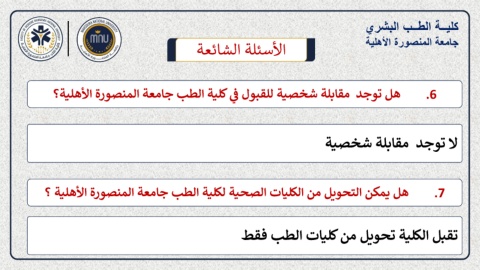 كلية الطب البشري
جامعة المنصورة الأهلية
MNU
الأسئلة الشائعة
6. هل توجد مقابلة شخصية للقبول في كلية الطب جامعة المنصورة الأهلية؟
لا توجد مقابلة شخصية
7. هل يمكن التحويل من الكليات الصحية لكلية الطب جامعة المنصورة الأهلية ؟
تقبل الكلية تحويل من كليات الطب فقط